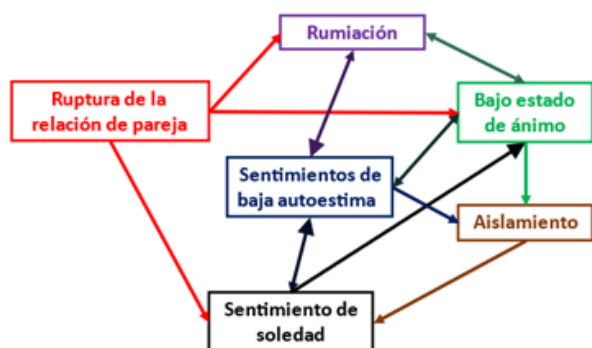 Rumiación
Ruptura de la
relación de pareja
Bajo estado
de ánimo
Sentimientos de
baja autoestima
Aislamiento
Sentimiento de
soledad